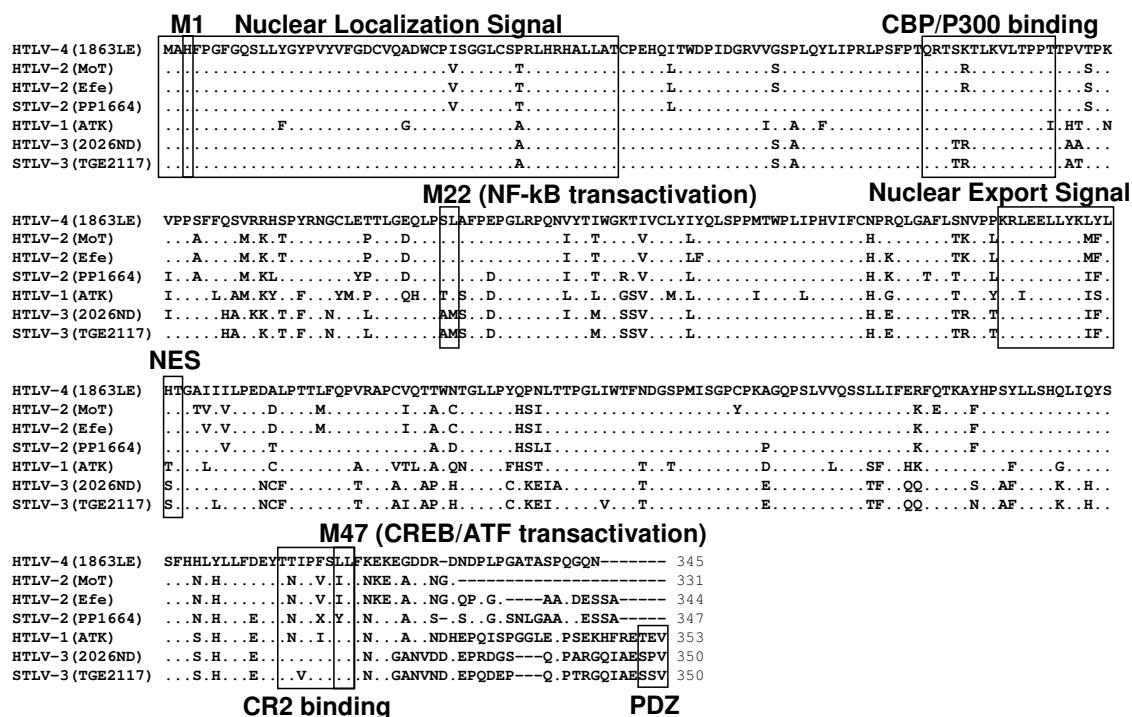 M1 Nuclear Localization Signal CBP/P300 binding
HTLV-4(1863LE) MAHFPGFGQSLLYGYPVYVFGDCVQADWCPISGGLCSPRLHRHALLATCPEHQITWDPIDGRVVGSPLQYLIPRLPSFPTQRTSKTLKVLTPPTTPVTPK
HTLV-2(MoT) ..............................V......T...............I..........S...................R............S..
HTLV-2(Efe) ..............................V......T...............I..........S...................R............S..
STLV-2(PP1664) ..............................V......T...............I...........................................S..
HTLV-1(ATK) ............F............G...........A.........................I..A..F.......................I.HT..N
HTLV-3(2026ND) .....................................A..........................S.A................TR..........AA...
STLV-3(TGE2117) .....................................A..........................S.A................TR..........AT...
M22 (NF-kB transactivation) Nuclear Export Signal
HTLV-4(1863LE) VPPSFFQSVRRHSPYRNGCLETTLGEQLPSLAFPEPGLRPQNVYTIWGKTIVCLYIYQLSPPMTWPLIPHVIFCNPRQLGAFLSNVPPKRLEELLYKLYL
HTLV-2(MoT) ...A....M.K.T........P...D................I..T....V....L..................H........TK..L.........MF.
HTLV-2(Efe) ...A....M.K.T........P...D................I..T....V....LF.................H.K......TK..L.........MF.
STLV-2(PP1664) I..A....M.KL........YP...D........E.......I..T..R.V....L..................H.K...T..TK..L.........IF.
HTLV-1(ATK) I....L.AM.KY..F...YM.P...QH..T.S..D.......L..L..GSV..M.L......I....L......H.G......T...Y..I......IS.
HTLV-3(2026ND) I.....HA.KK.T.F..N....L.......AMS..D.......I..M..SSV....L..................H.E......TR..T.........IF.
STLV-3(TGE2117) ......HA.KK.T.F..N....L.......AMS..D.......I..M..SSV....L..................H.E......TR..T.........IF.
NES
HTLV-4(1863LE) HTGAIIILPEDALPTTLFQPVRAPCVQTTWNTGLLPYQPNLTTPGLIWTFNDGSPMISGPCPKAGQPSLVVQSSLLIFERFQTKAYHPSYLLSHQLIQYS
HTLV-2(MoT) ...TV.V....D....M........I..A.C......HSI....................Y..................K.E...F..............
HTLV-2(Efe) ....V.V....D....M........I..A.C......HSI.......................................K.....F..............
STLV-2(PP1664) ......V....T................A.D......HSLI......................P...............K.....F..............
HTLV-1(ATK) T...L......C........A...VTL.A.QN....FHST..........T..T.........D......L...SF..HK.........F....Q.....
HTLV-3(2026ND) S.........NCF.......T....A.AP.H.....C.KEIA........T............E..........TF..QQ.....S..AF....K..H..
STLV-3(TGE2117) S....L....NCF.......T...AI.AP.H.....C.KEI.....V...T............E..........TF..QQ.....N..AF....K..H..
M47 (CREB/ATF transactivation)
HTLV-4(1863LE) SFHHLYLLFDEYTTIPFSLLFKEKEGDDR-DNDPLPGATASPQGQN------- 345
HTLV-2(MoT) ...N.H.......N..V.I..NKE.A..NG.----------------------- 331
HTLV-2(Efe) ...N.H.......N..V.I..NKE.A..NG.QP.G.----AA.DESSA----- 344
STLV-2(PP1664) ...N.H...E...N..X.Y..N...A..S-.S..G.SNLGAA..ESSA----- 347
HTLV-1(ATK) ...S.H...E...N..I....N...A..NDHEPQISPGGLE.PSEKHFRETEV 353
HTLV-3(2026ND) ...S.H...E...........N..GANVDD.EPRDGS---Q.PARGQIAESPV 350
STLV-3(TGE2117) ...S.H...E....V......N..GANVND.EPQDEP---Q.PTRGQIAESSV 350
CR2 binding PDZ